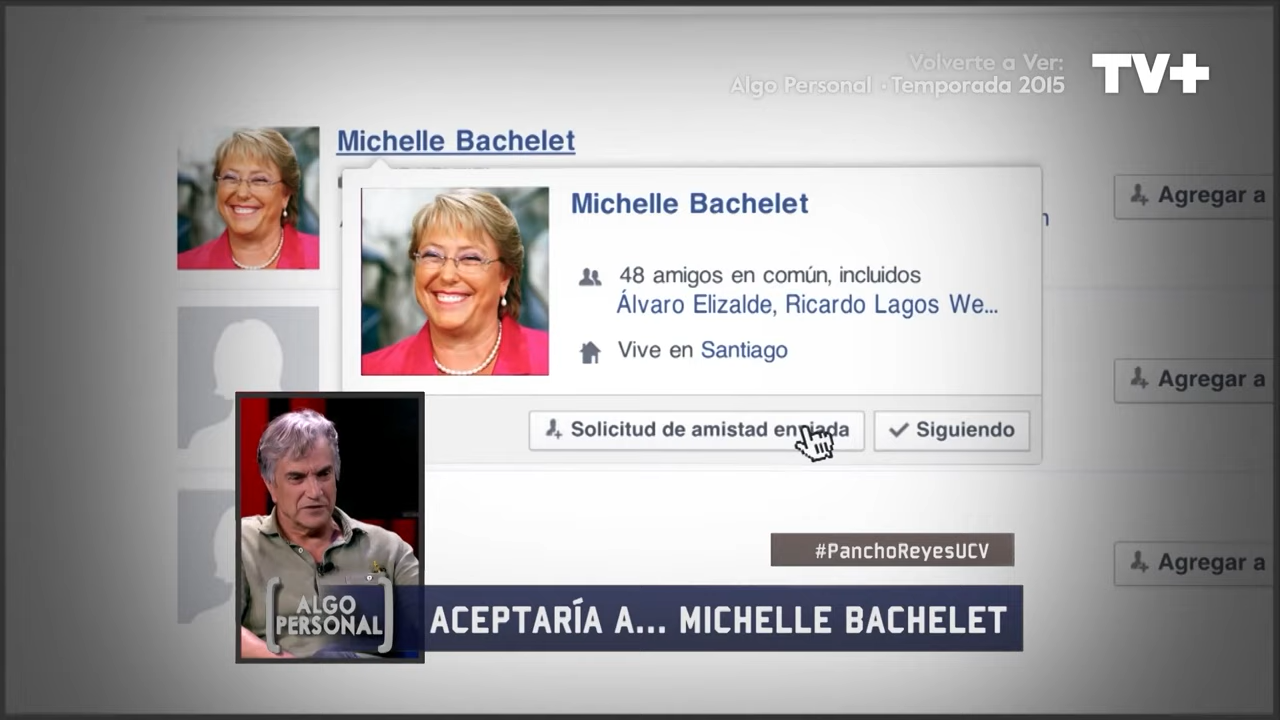 Volverte a Ver:
Algo Personal • Temporada 2015
TV+
Michelle Bachelet
Michelle Bachelet
48 amigos en común, incluidos
Álvaro Elizalde, Ricardo Lagos We...
Vive en Santiago
Solicitud de amistad enviada
Siguiendo
Agregar a
Agregar a
Agregar a
#PanchoReyesUCV
ALGO
PERSONAL
ACEPTARÍA A... MICHELLE BACHELET